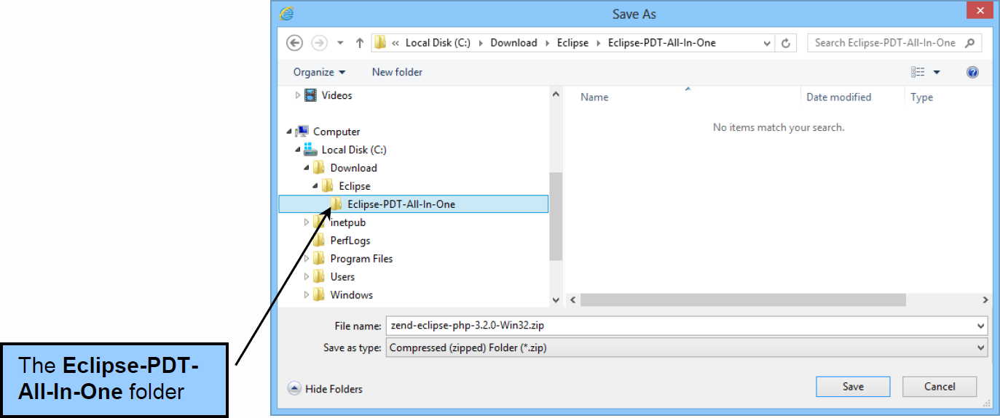 Save As
« Local Disk (C:) Download Eclipse Eclipse-PDT-All-In-One
Search Eclipse-PDT-All-In-One
Organize
New folder
Videos
Computer
Local Disk (C:)
Download
Eclipse
Eclipse-PDT-All-In-One
inetpub
PerfLogs
Program Files
Users
Windows
Name
Date modified
Type
No items match your search.
File name: zend-eclipse-php-3.2.0-Win32.zip
Save as type: Compressed (zipped) Folder (*.zip)
Hide Folders
Save
Cancel
The Eclipse-PDT-
All-In-One folder